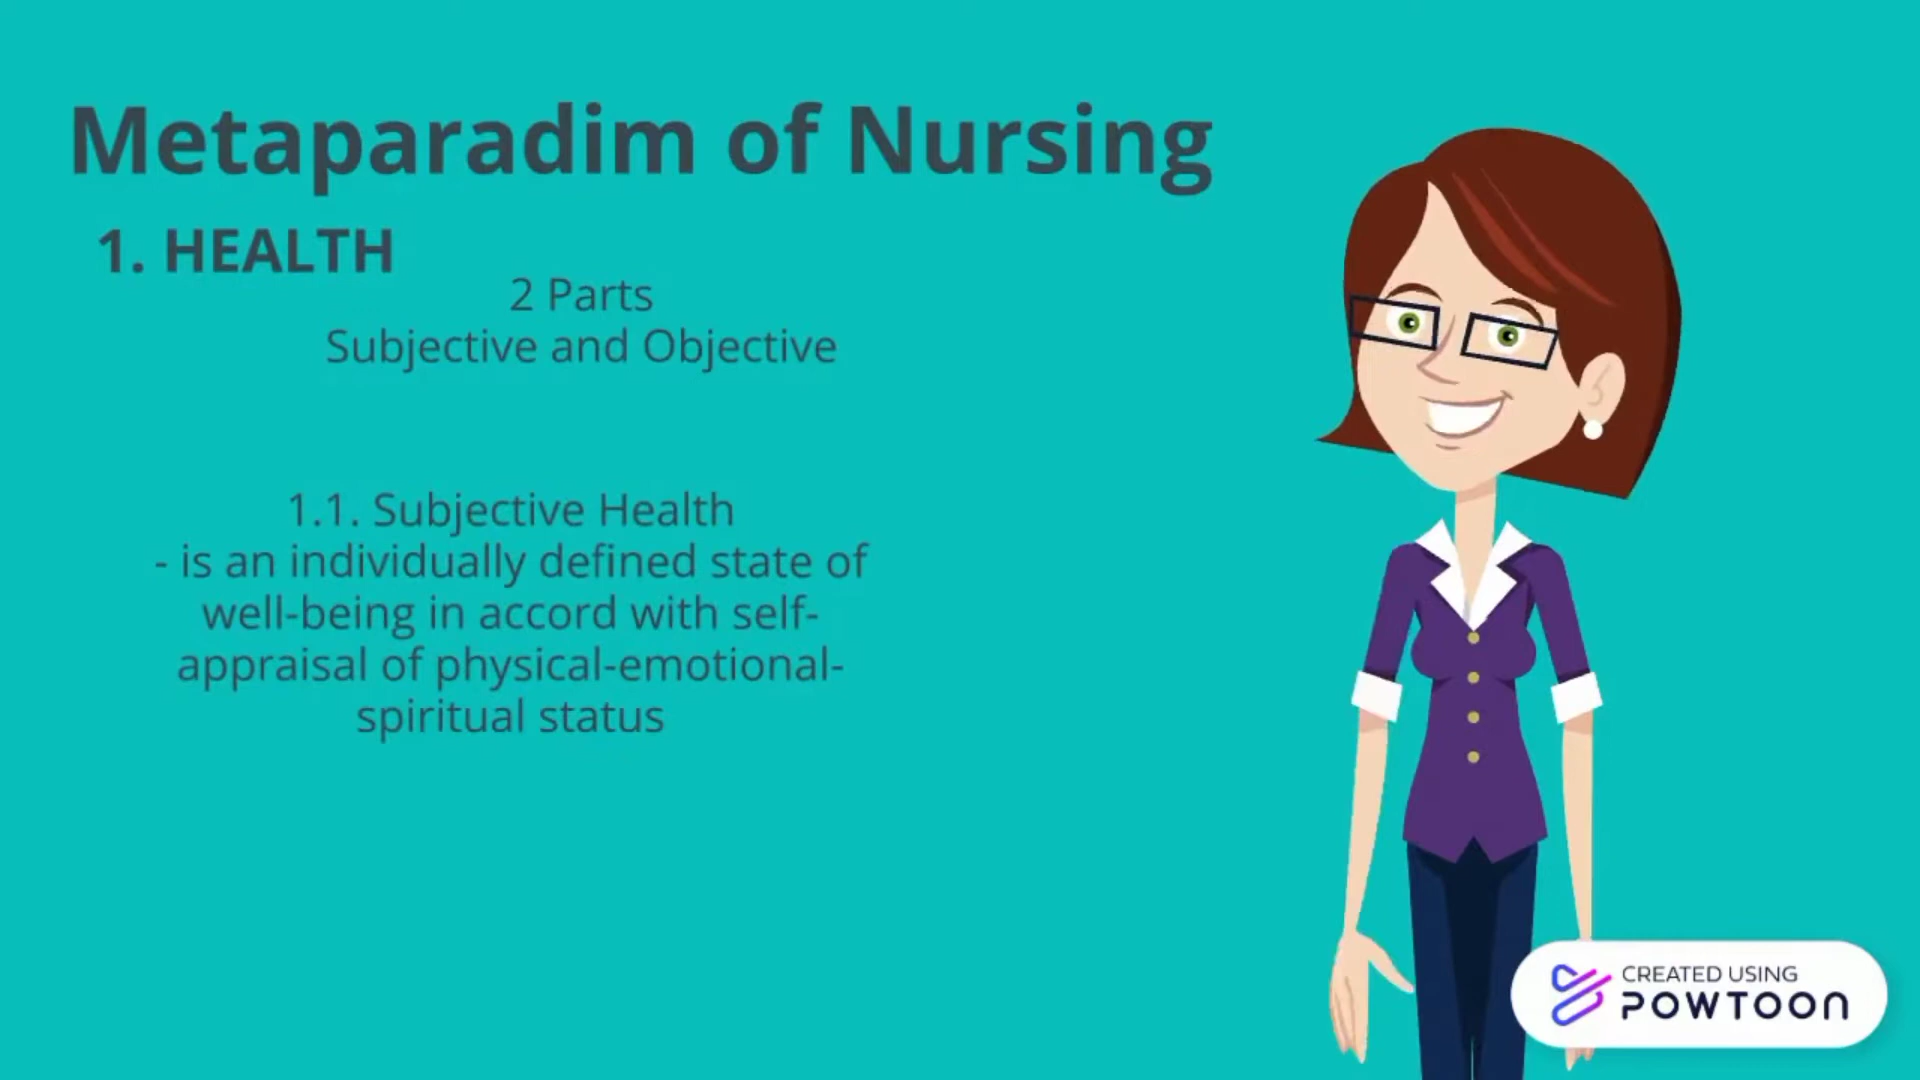 Metaparadim of Nursing
1. HEALTH
2 Parts
Subjective and Objective
1.1. Subjective Health
- is an individually defined state of
well-being in accord with self-
appraisal of physical-emotional-
spiritual status
CREATED USING
POWTOON